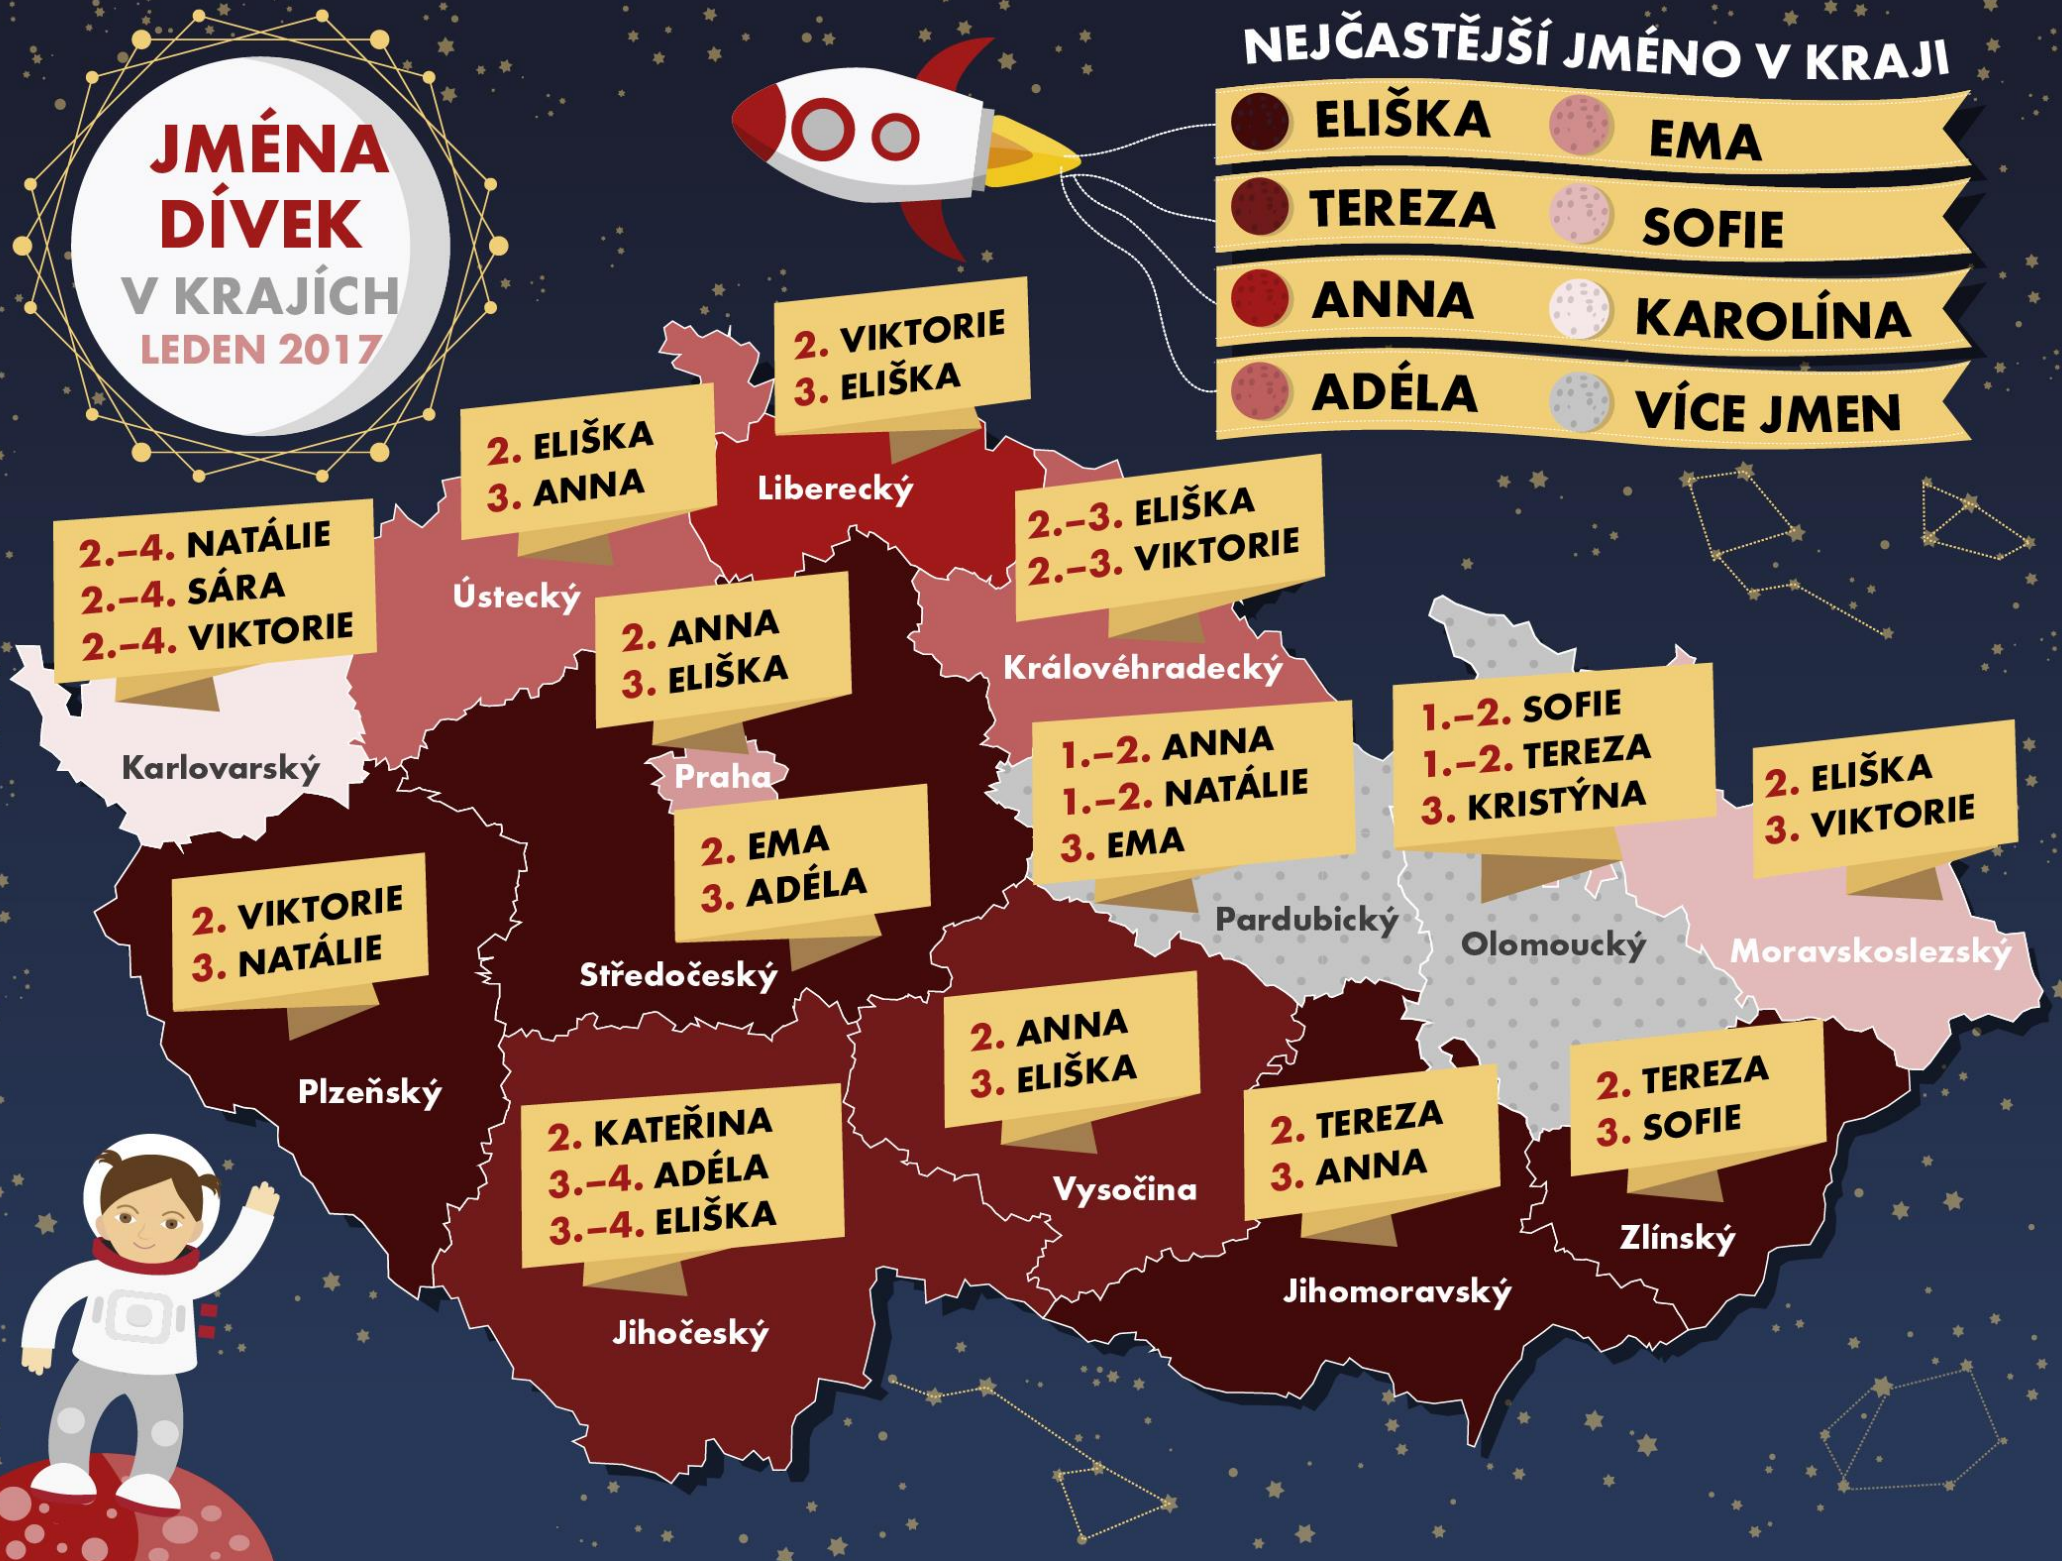 JMÉNA
DÍVEK
V KRAJÍCH
LEDEN 2017
NEJČASTĚJŠÍ JMÉNO V KRAJI
ELIŠKA
EMA
TEREZA
SOFIE
ANNA
KAROLÍNA
ADÉLA
VÍCE JMEN
2. VIKTORIE
3. ELIŠKA
Liberecký
2. ELIŠKA
3. ANNA
Ústecký
2.–4. NATÁLIE
2.–4. SÁRA
2.–4. VIKTORIE
Karlovarský
2.–3. ELIŠKA
2.–3. VIKTORIE
Královéhradecký
2. ANNA
3. ELIŠKA
Praha
2. EMA
3. ADÉLA
Středočeský
1.–2. ANNA
1.–2. NATÁLIE
3. EMA
Pardubický
1.–2. SOFIE
1.–2. TEREZA
3. KRISTÝNA
Olomoucký
2. ELIŠKA
3. VIKTORIE
Moravskoslezský
2. VIKTORIE
3. NATÁLIE
Plzeňský
2. KATEŘINA
3.–4. ADÉLA
3.–4. ELIŠKA
Jihočeský
2. ANNA
3. ELIŠKA
Vysočina
2. TEREZA
3. ANNA
Jihomoravský
2. TEREZA
3. SOFIE
Zlínský